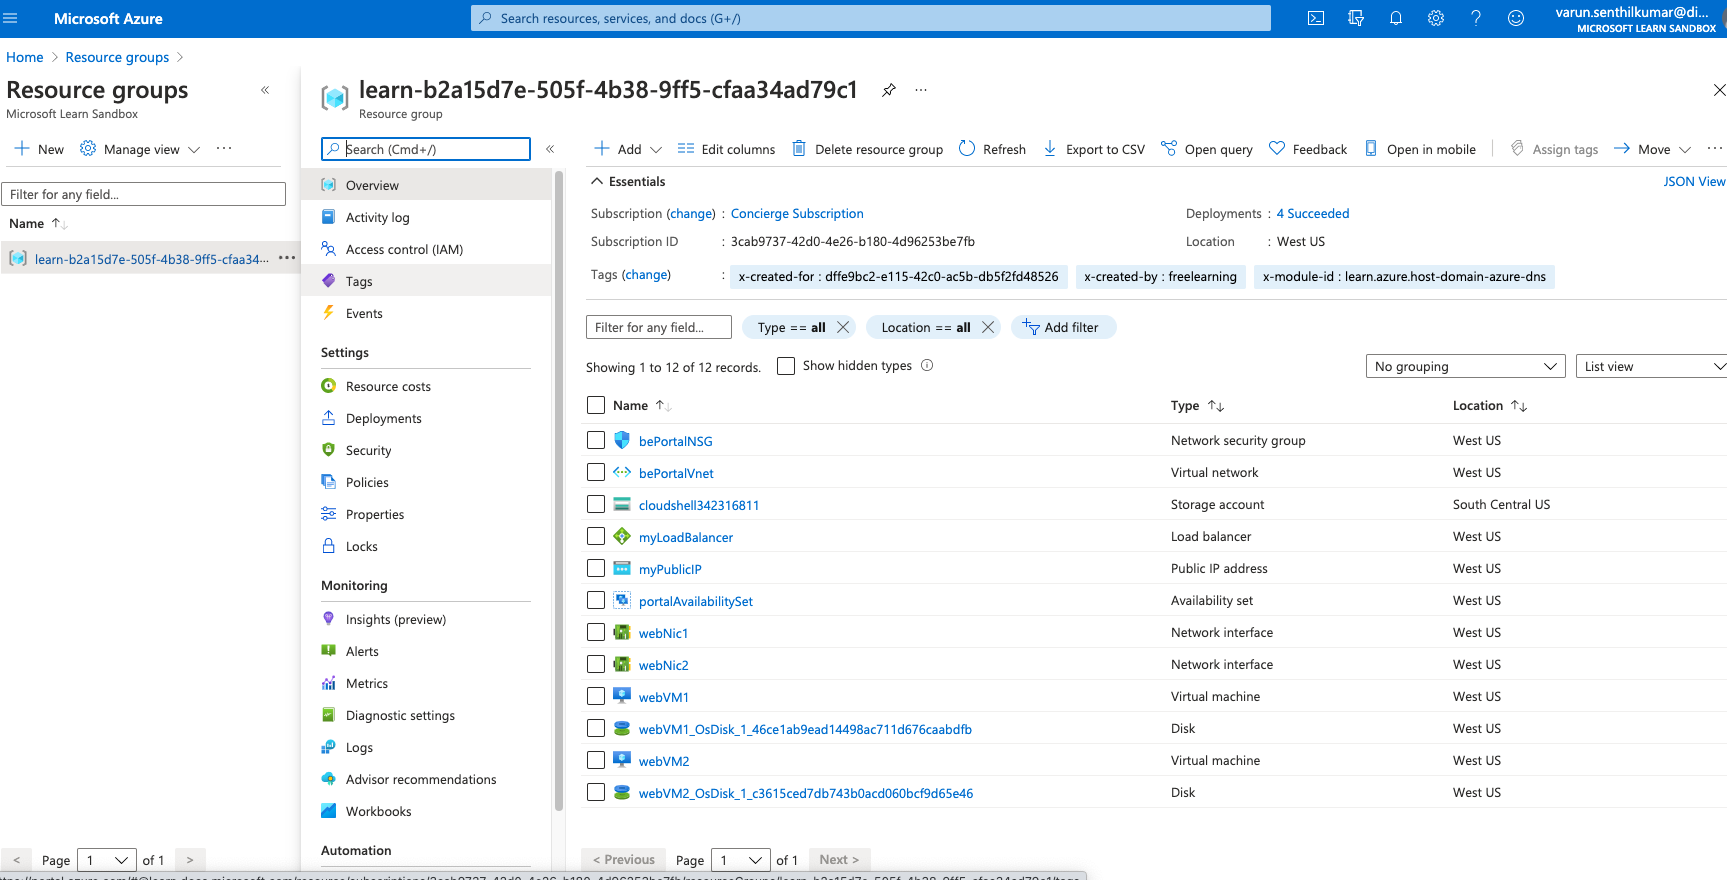 Microsoft Azure
Search resources, services, and docs (G+/)
varun.senthilkumar@di...
MICROSOFT LEARN SANDBOX
Home > Resource groups >
Resource groups
Microsoft Learn Sandbox
New Manage view ...
Filter for any field...
Name
learn-b2a15d7e-505f-4b38-9ff5-cfaa34... ...
< Page 1 of 1 >
learn-b2a15d7e-505f-4b38-9ff5-cfaa34ad79c1 ...
Resource group
Search (Cmd+/)
Overview
Activity log
Access control (IAM)
Tags
Events
Settings
Resource costs
Deployments
Security
Policies
Properties
Locks
Monitoring
Insights (preview)
Alerts
Metrics
Diagnostic settings
Logs
Advisor recommendations
Workbooks
Automation
Add Edit columns Delete resource group Refresh Export to CSV Open query Feedback Open in mobile Assign tags Move ...
Essentials JSON View
Subscription (change) : Concierge Subscription Deployments : 4 Succeeded
Subscription ID : 3cab9737-42d0-4e26-b180-4d96253be7fb Location : West US
Tags (change) : x-created-for : dffe9bc2-e115-42c0-ac5b-db5f2fd48526 x-created-by : freelearning x-module-id : learn.azure.host-domain-azure-dns
Filter for any field... Type == all Location == all Add filter
Showing 1 to 12 of 12 records. Show hidden types No grouping List view
Name Type Location
bePortalNSG Network security group West US
bePortalVnet Virtual network West US
cloudshell342316811 Storage account South Central US
myLoadBalancer Load balancer West US
myPublicIP Public IP address West US
portalAvailabilitySet Availability set West US
webNic1 Network interface West US
webNic2 Network interface West US
webVM1 Virtual machine West US
webVM1_OsDisk_1_46ce1ab9ead14498ac711d676caabdfb Disk West US
webVM2 Virtual machine West US
webVM2_OsDisk_1_c3615ced7db743b0acd060bcf9d65e46 Disk West US
< Previous Page 1 of 1 Next >